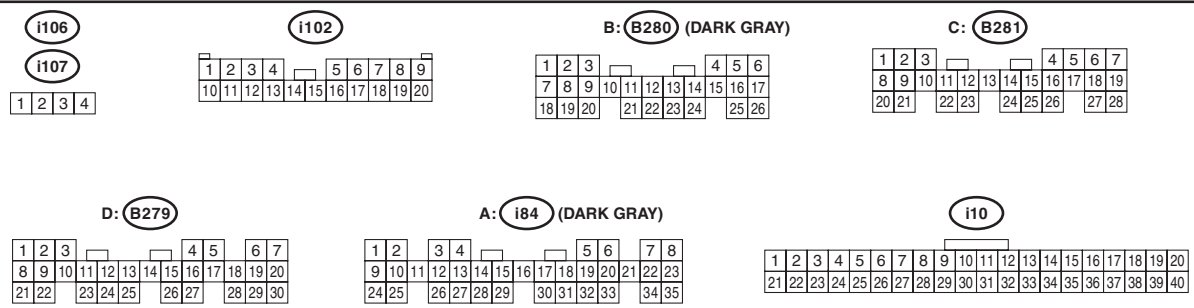 i106
i107
1 2 3 4
i102
1 2 3 4 5 6 7 8 9
10 11 12 13 14 15 16 17 18 19 20
B: B280 (DARK GRAY)
1 2 3 4 5 6
7 8 9 10 11 12 13 14 15 16 17
18 19 20 21 22 23 24 25 26
C: B281
1 2 3 4 5 6 7
8 9 10 11 12 13 14 15 16 17 18 19
20 21 22 23 24 25 26 27 28
D: B279
1 2 3 4 5 6 7
8 9 10 11 12 13 14 15 16 17 18 19 20
21 22 23 24 25 26 27 28 29 30
A: i84 (DARK GRAY)
1 2 3 4 5 6 7 8
9 10 11 12 13 14 15 16 17 18 19 20 21 22 23
24 25 26 27 28 29 30 31 32 33 34 35
i10
1 2 3 4 5 6 7 8 9 10 11 12 13 14 15 16 17 18 19 20
21 22 23 24 25 26 27 28 29 30 31 32 33 34 35 36 37 38 39 40